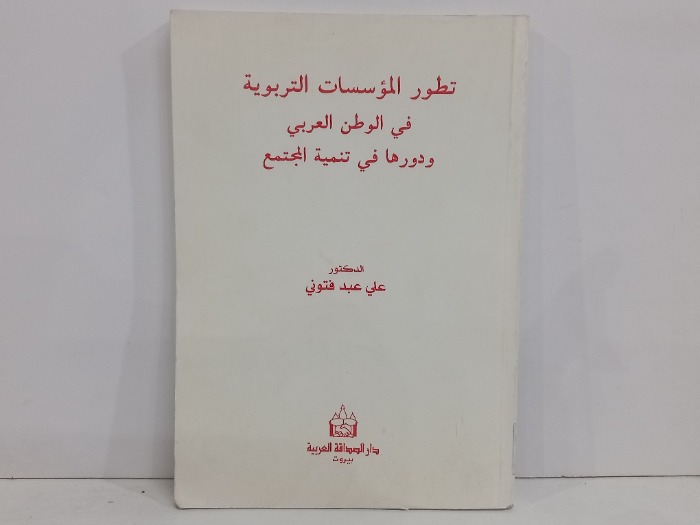 تطور المؤسسات التربوية
في الوطن العربي
ودورها في تنمية المجتمع
الدكتور
علي عبد فتوني
دار الصداقة العربية
بيروت